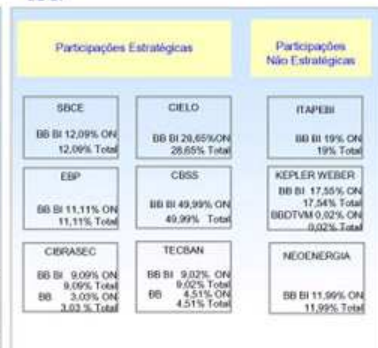 Participações Estratégicas
Participações
Não Estratégicas
SBCE
BB BI 12,09% ON
12,09% Total
CIELO
BB BI 28,65%ON
28,65% Total
ITAPEBI
BB BI 19% ON
19% Total
EBP
BB BI 11,11% ON
11,11% Total
CBSS
BB BI 49,99% ON
49,99% Total
KEPLER WEBER
BB BI 17,55% ON
17,54% Total
BBDTVM 0,02% ON
0,02% Total
CIBRASEC
BB BI 9,09% ON
9,09% Total
BB 3,03% ON
3,03 % Total
TECBAN
BB BI 9,02% ON
9,02% Total
BB 4,51% ON
4,51% Total
NEOENERGIA
BB BI 11,99% ON
11,99% Total